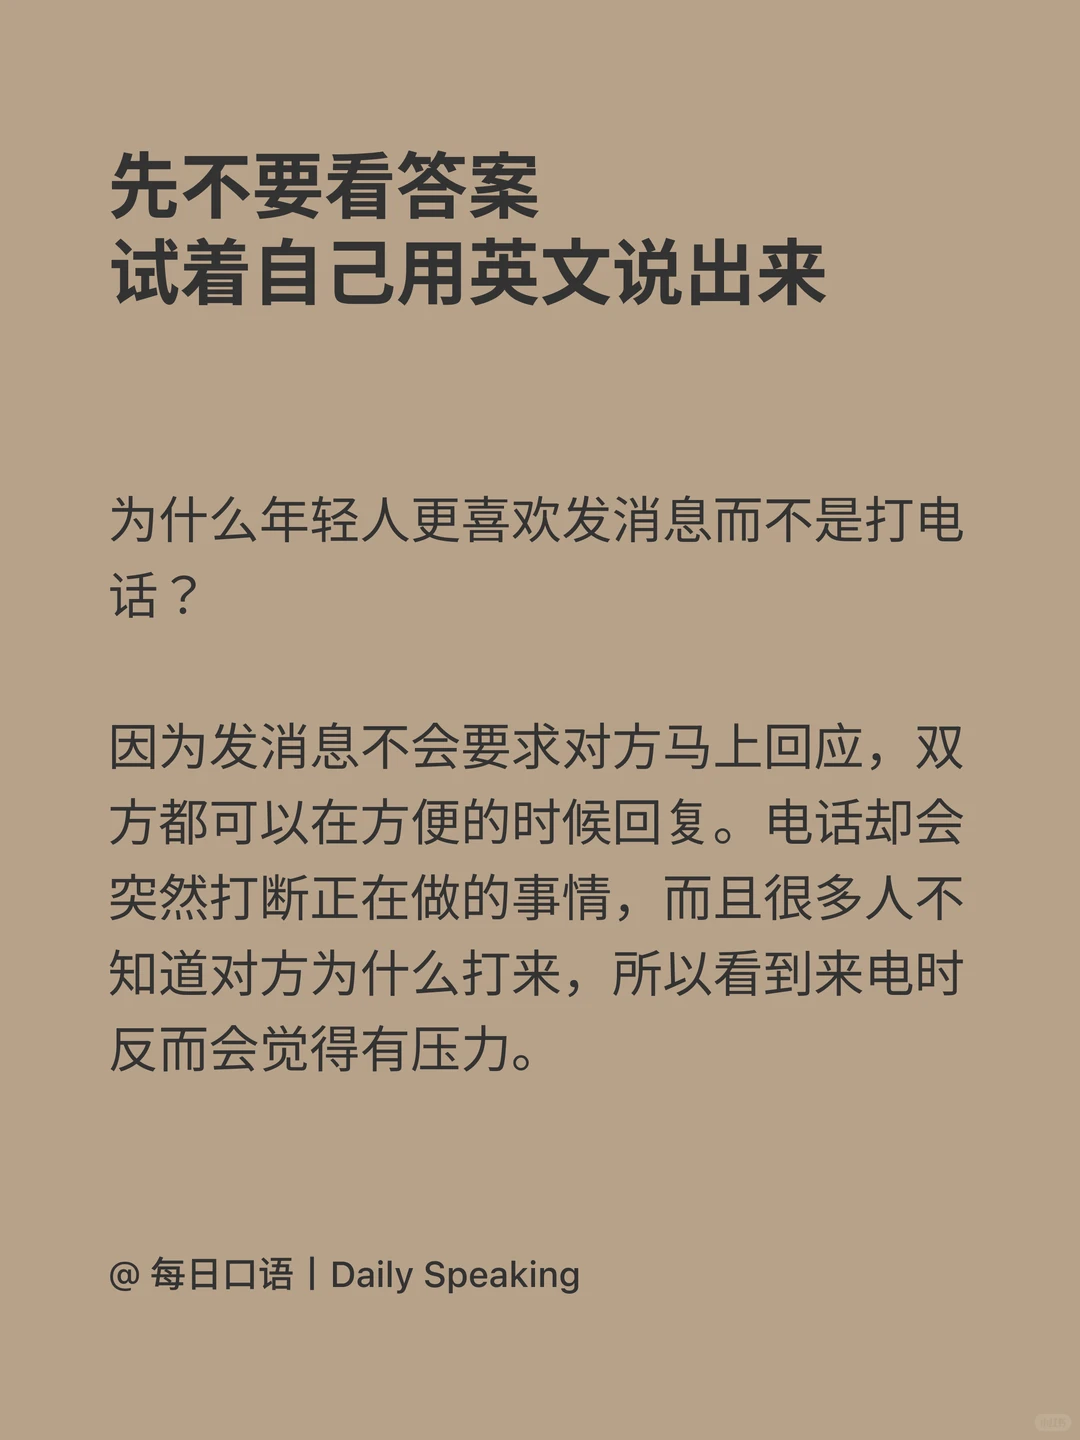 先不要看答案
试着自己用英文说出来
为什么年轻人更喜欢发消息而不是打电
话？
因为发消息不会要求对方马上回应，双
方都可以在方便的时候回复。电话却会
突然打断正在做的事情，而且很多人不
知道对方为什么打来，所以看到来电时
反而会觉得有压力。
@ 每日口语丨Daily Speaking